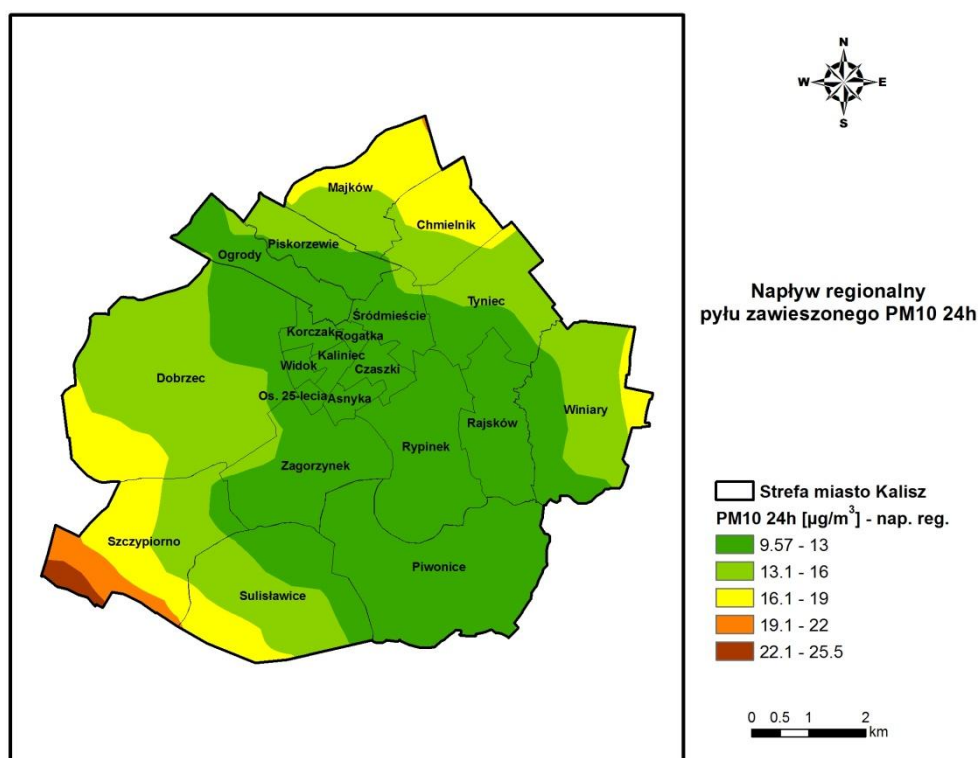 N
W E
S
Majków
Chmielnik
Piskorzewie
Ogrody
Napływ regionalny
pyłu zawieszonego PM10 24h
Tyniec
Śródmieście
Korczak
Rogatka
Kaliniec
Widok
Czaszki
Dobrzec
Os. 25-lecia
Asnyka
Winiary
Rajsków
Rypinek
Zagorzynek
Strefa miasto Kalisz
PM10 24h [µg/m³] - nap. reg.
9.57 - 13
13.1 - 16
16.1 - 19
19.1 - 22
22.1 - 25.5
Szczypiorno
Piwonice
Sulisławice
0 0.5 1 2
km